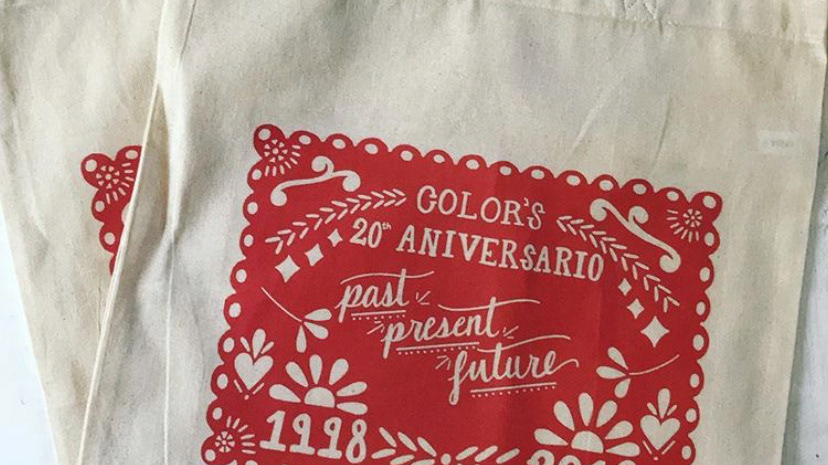 COLOR'S
20th ANIVERSARIO
past
present
future
1998